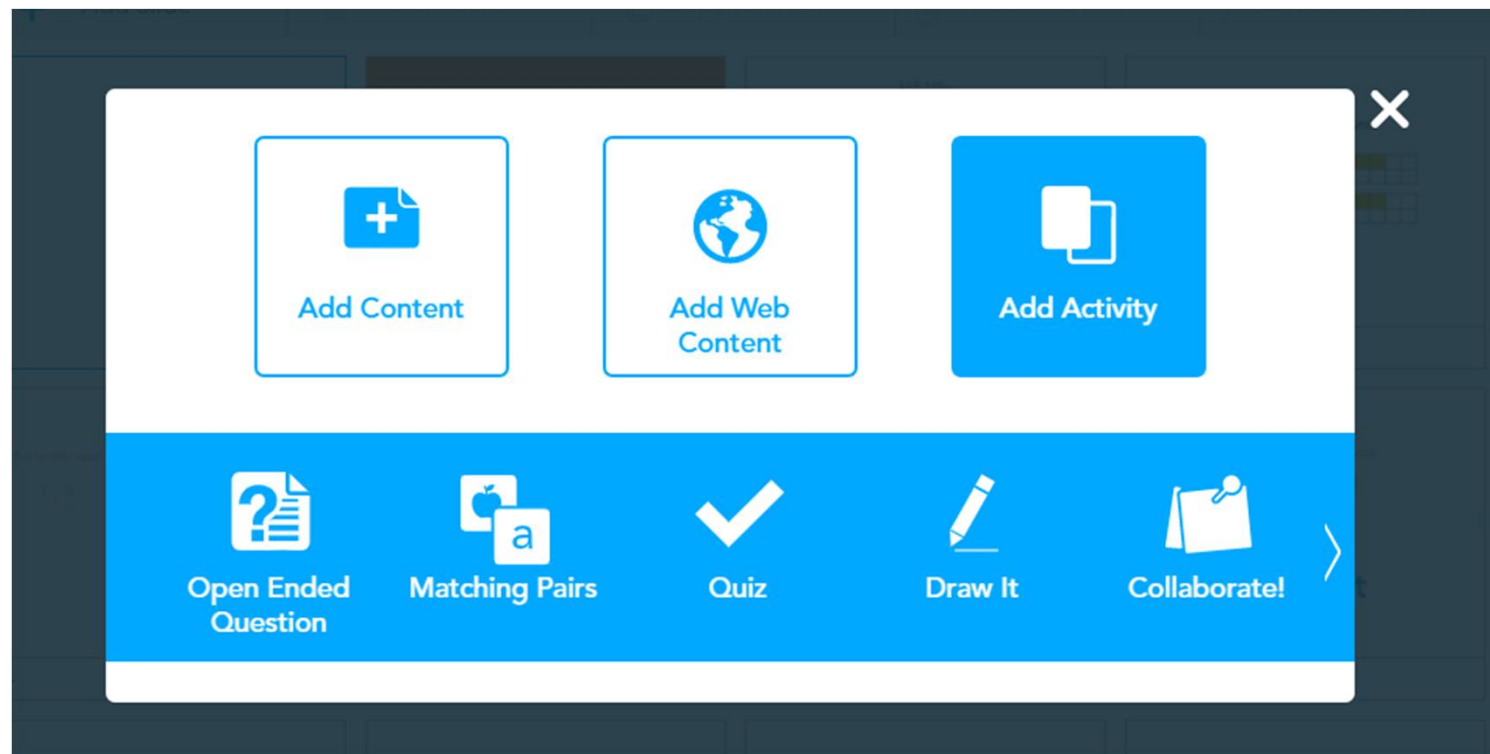 Add Content
Add Web
Content
Add Activity
Open Ended
Question
Matching Pairs
a
Quiz
Draw It
Collaborate!